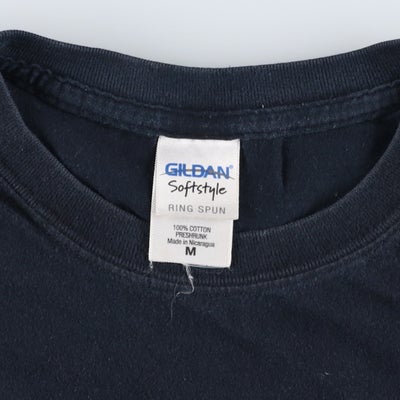 GILDAN®
Softstyle
RING SPUN
100% COTTON
PRESHRUNK
Made in Nicaragua
M